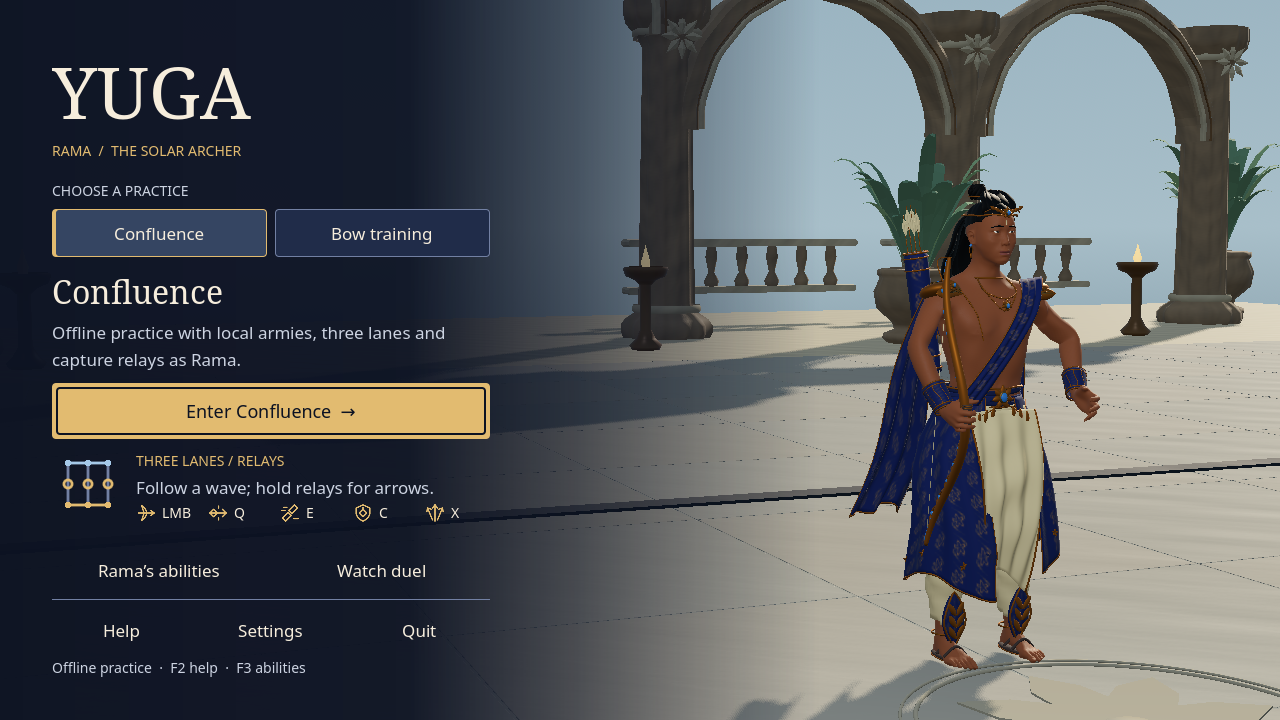 YUGA
RAMA / THE SOLAR ARCHER
CHOOSE A PRACTICE
Confluence
Bow training
Confluence
Offline practice with local armies, three lanes and
capture relays as Rama.
Enter Confluence →
THREE LANES / RELAYS
Follow a wave; hold relays for arrows.
LMB Q E C X
Rama’s abilities
Watch duel
Help
Settings
Quit
Offline practice · F2 help · F3 abilities